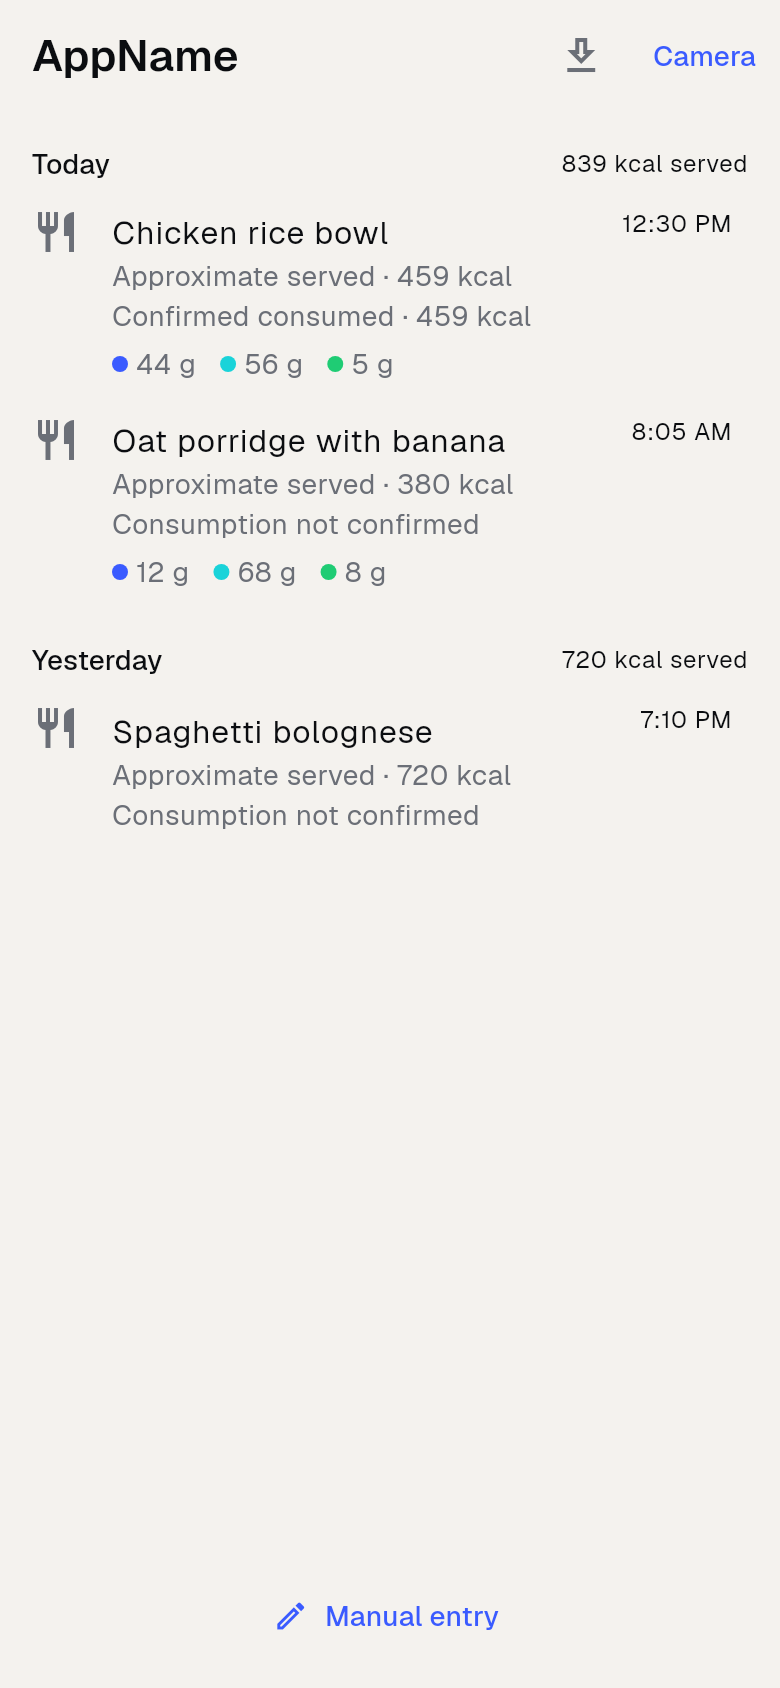 AppName
Camera
Today
839 kcal served
Chicken rice bowl
12:30 PM
Approximate served · 459 kcal
Confirmed consumed · 459 kcal
44 g 56 g 5 g
Oat porridge with banana
8:05 AM
Approximate served · 380 kcal
Consumption not confirmed
12 g 68 g 8 g
Yesterday
720 kcal served
Spaghetti bolognese
7:10 PM
Approximate served · 720 kcal
Consumption not confirmed
Manual entry